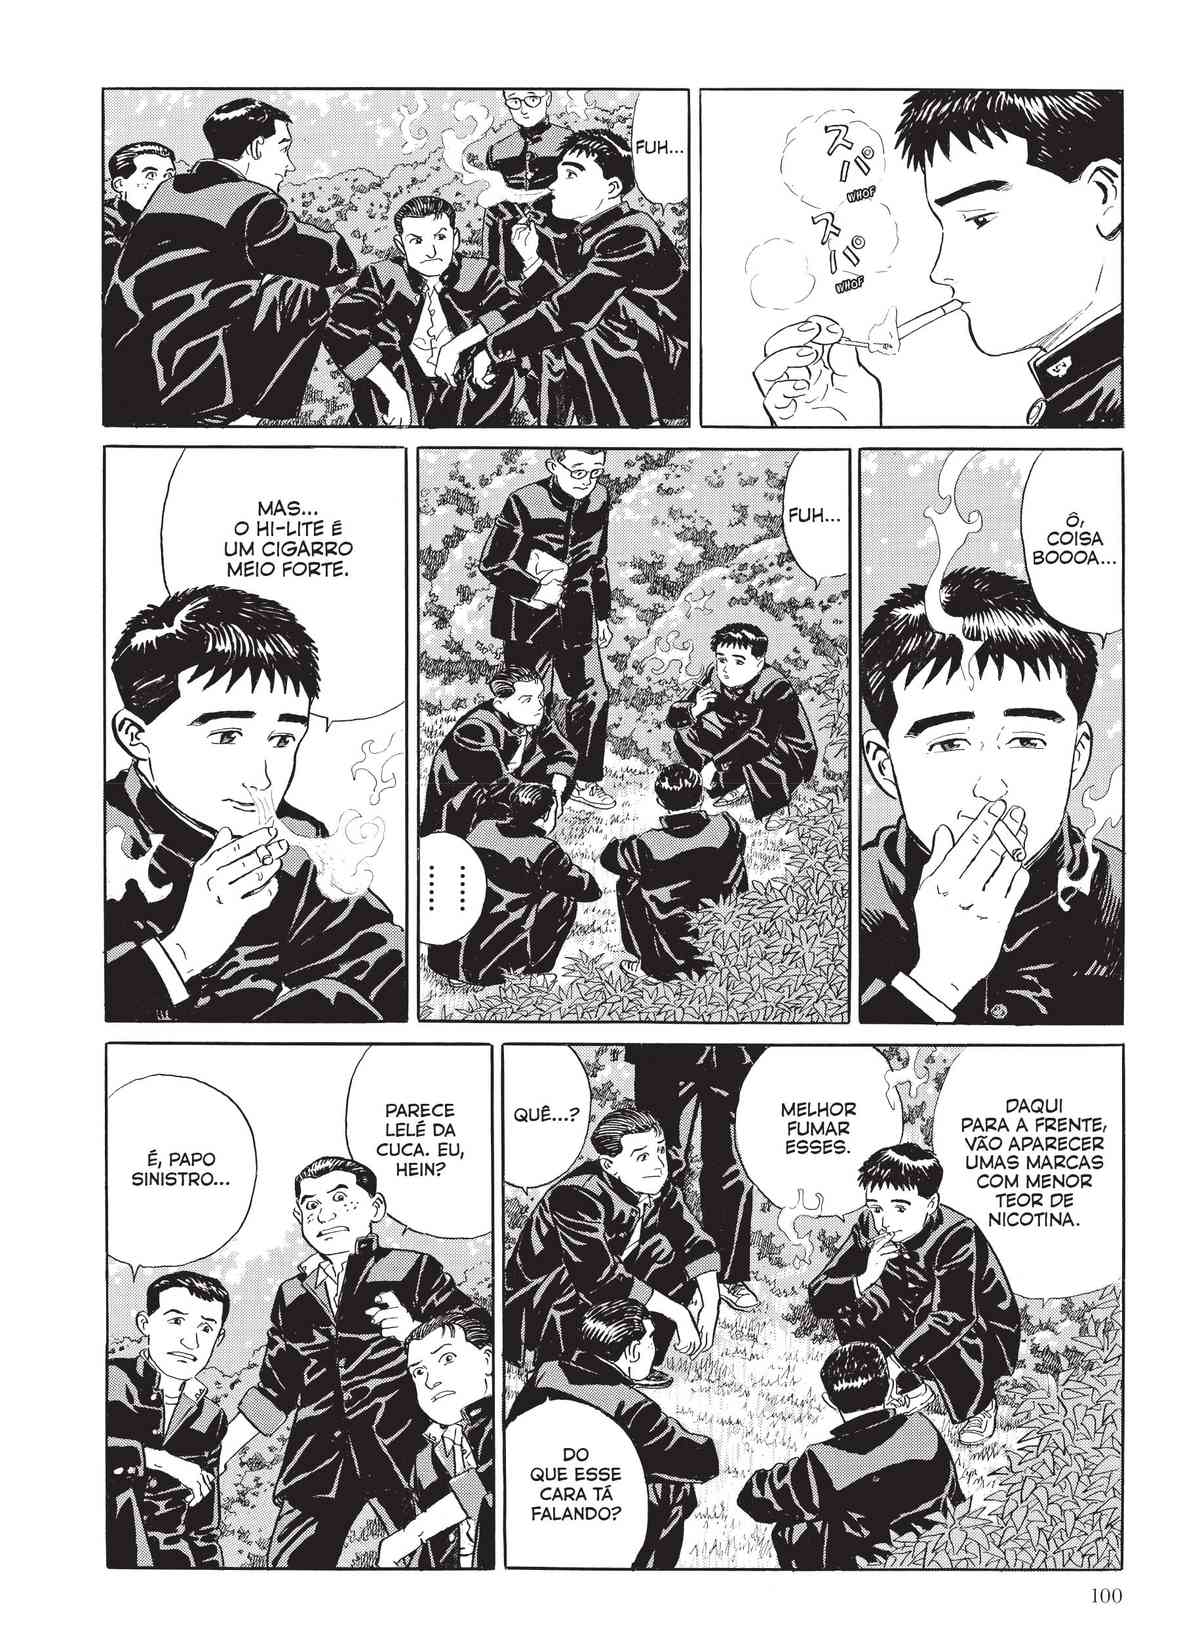 スパ
WHOF
スパ
WHOF
FUH...
Ô,
COISA
BOOOA...
FUH...
........
........
MAS...
O HI-LITE É
UM CIGARRO
MEIO FORTE.
DAQUI
PARA A FRENTE,
VÃO APARECER
UMAS MARCAS
COM MENOR
TEOR DE
NICOTINA.
MELHOR
FUMAR
ESSES.
QUÊ...?
DO
QUE ESSE
CARA TÁ
FALANDO?
PARECE
LELÉ DA
CUCA. EU,
HEIN?
É, PAPO
SINISTRO...
100